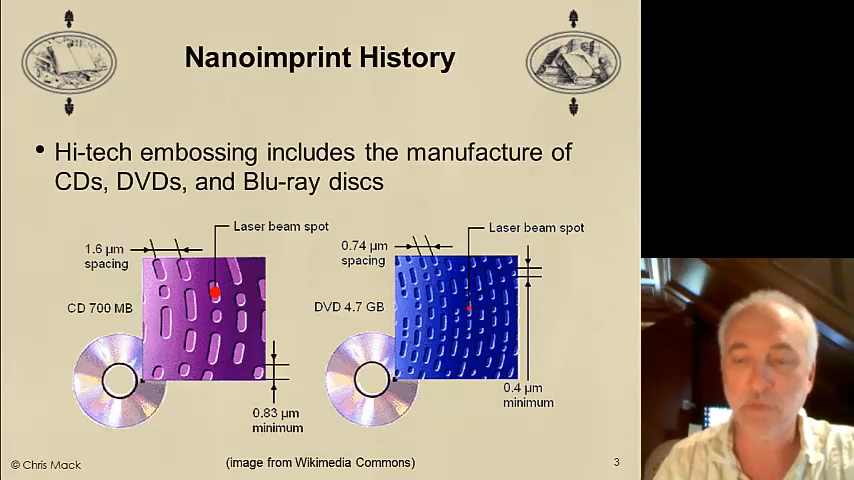 Nanoimprint History
• Hi-tech embossing includes the manufacture of
CDs, DVDs, and Blu-ray discs
Laser beam spot
1.6 µm
spacing
CD 700 MB
0.83 µm
minimum
Laser beam spot
0.74 µm
spacing
DVD 4.7 GB
0.4 µm
minimum
© Chris Mack
(image from Wikimedia Commons)
3